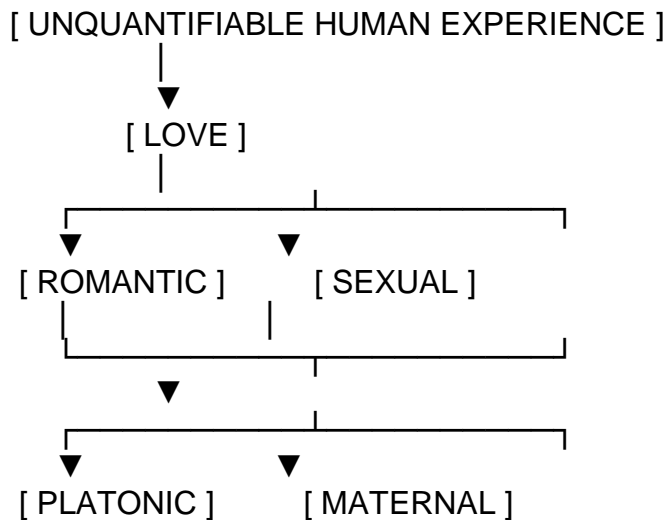 [ UNQUANTIFIABLE HUMAN EXPERIENCE ]
[ LOVE ]
[ ROMANTIC ] [ SEXUAL ]
[ PLATONIC ] [ MATERNAL ]